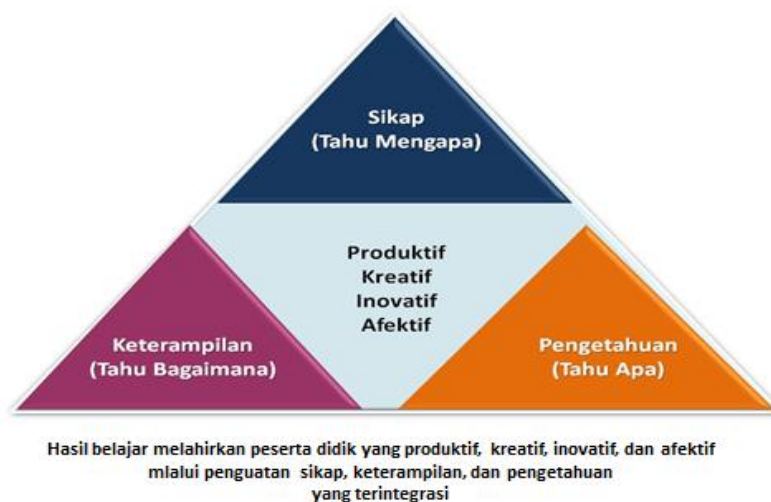 Sikap
(Tahu Mengapa)
Produktif
Kreatif
Inovatif
Afektif
Keterampilan
(Tahu Bagaimana)
Pengetahuan
(Tahu Apa)
Hasil belajar melahirkan peserta didik yang produktif, kreatif, inovatif, dan afektif
mlalui penguatan sikap, keterampilan, dan pengetahuan
yang terintegrasi